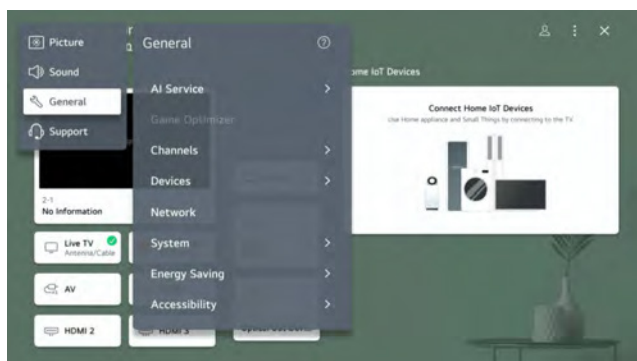 Picture
Sound
General
Support
General
AI Service
Game Optimizer
Channels
Devices
Network
System
Energy Saving
Accessibility
ome IoT Devices
Connect Home IoT Devices
Use Home appliance and Small Things by connecting to the TV.
2-1
No Information
Live TV
Antenna/Cable
AV
HDMI 2
HDMI 3